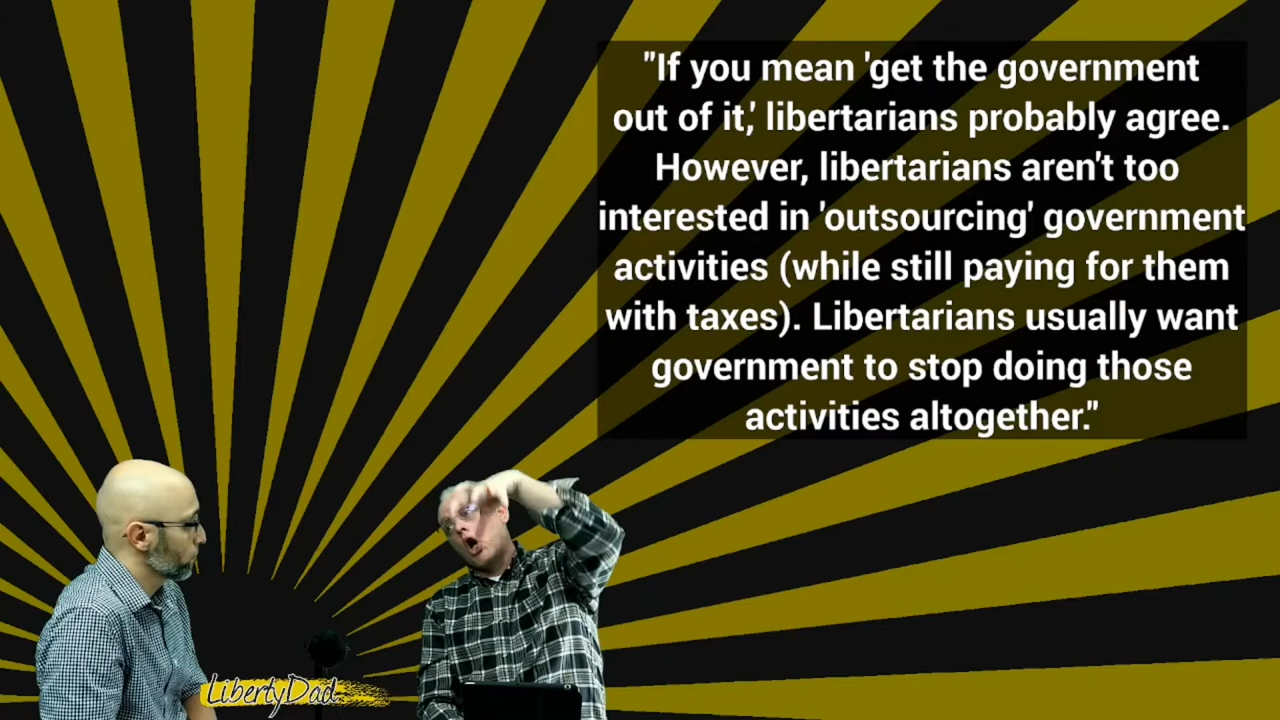 "If you mean 'get the government
out of it,' libertarians probably agree.
However, libertarians aren't too
interested in 'outsourcing' government
activities (while still paying for them
with taxes). Libertarians usually want
government to stop doing those
activities altogether."
LibertyDad